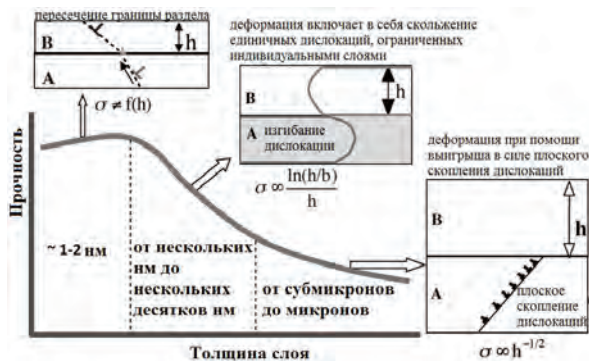 пересечение границы раздела
B
h
A
σ ≠ f(h)
деформация включает в себя скольжение
единичных дислокаций, ограниченных
индивидуальными слоями
B
h
A
изгибание
дислокации
σ ∝ ln(h/b)
h
деформация при помощи
выигрыша в силе плоского
скопления дислокаций
B
h
A
плоское
скопление
дислокаций
σ ∝ h⁻¹/²
Прочность
~ 1-2 нм
от нескольких
нм до
нескольких
десятков нм
от субмикронов
до микронов
Толщина слоя